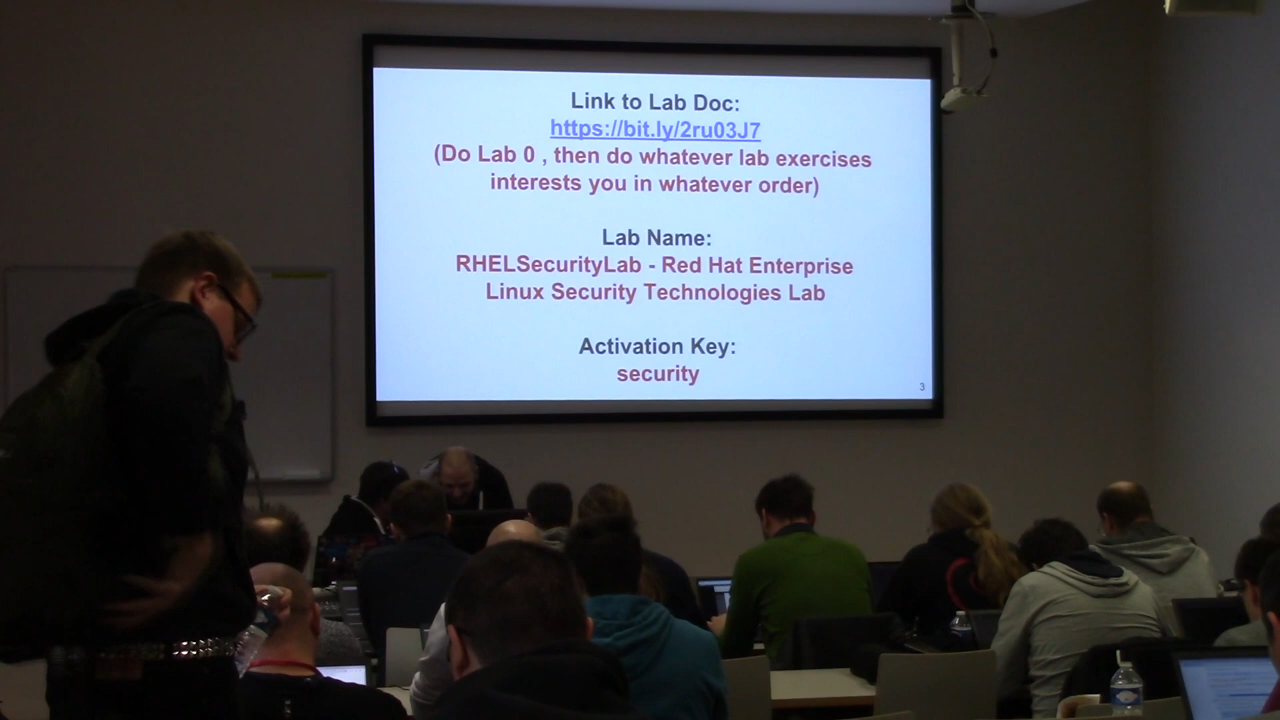 Link to Lab Doc:
https://bit.ly/2ru03J7
(Do Lab 0 , then do whatever lab exercises
interests you in whatever order)
Lab Name:
RHELSecurityLab - Red Hat Enterprise
Linux Security Technologies Lab
Activation Key:
security
3